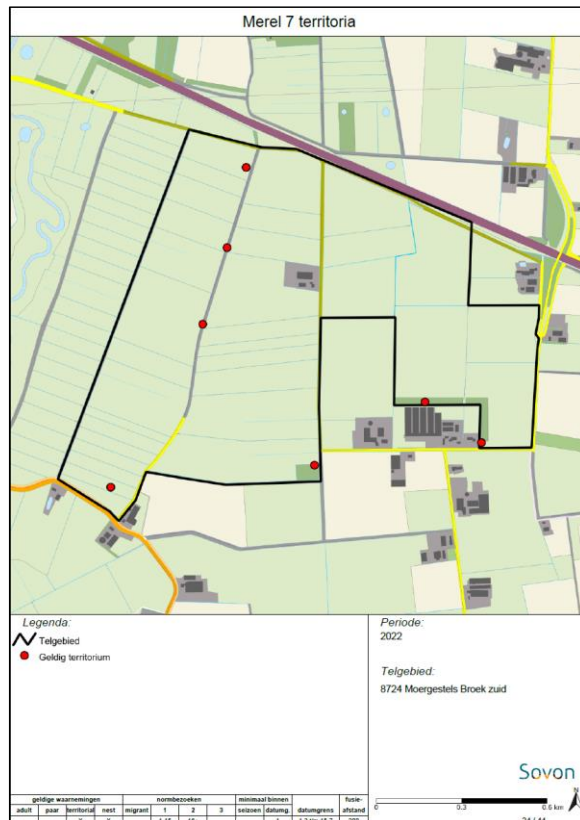 Merel 7 territoria
Legenda:
Telgebied
Geldig territorium
Periode:
2022
Telgebied:
8724 Moergestels Broek zuid
Sovon
N
0 0.3 0.6 km
geldige waarnemingen normbezoeken minimaal binnen fusie-
adult paar territorial nest migrant 1 2 3 seizoen datumg. datumgrens afstand